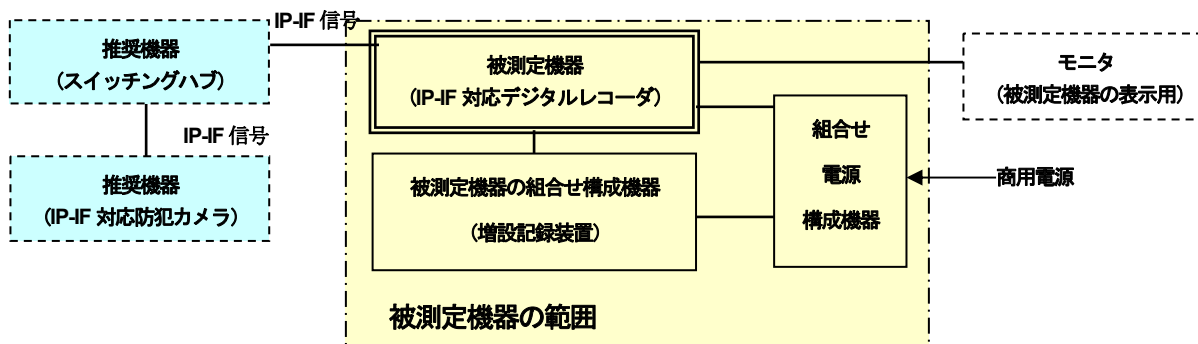 IP-IF 信号
推奨機器
（スイッチングハブ）
被測定機器
（IP-IF 対応デジタルレコーダ）
モニタ
（被測定機器の表示用）
IP-IF 信号
推奨機器
（IP-IF 対応防犯カメラ）
被測定機器の組合せ構成機器
（増設記録装置）
組合せ
電源
構成機器
商用電源
被測定機器の範囲